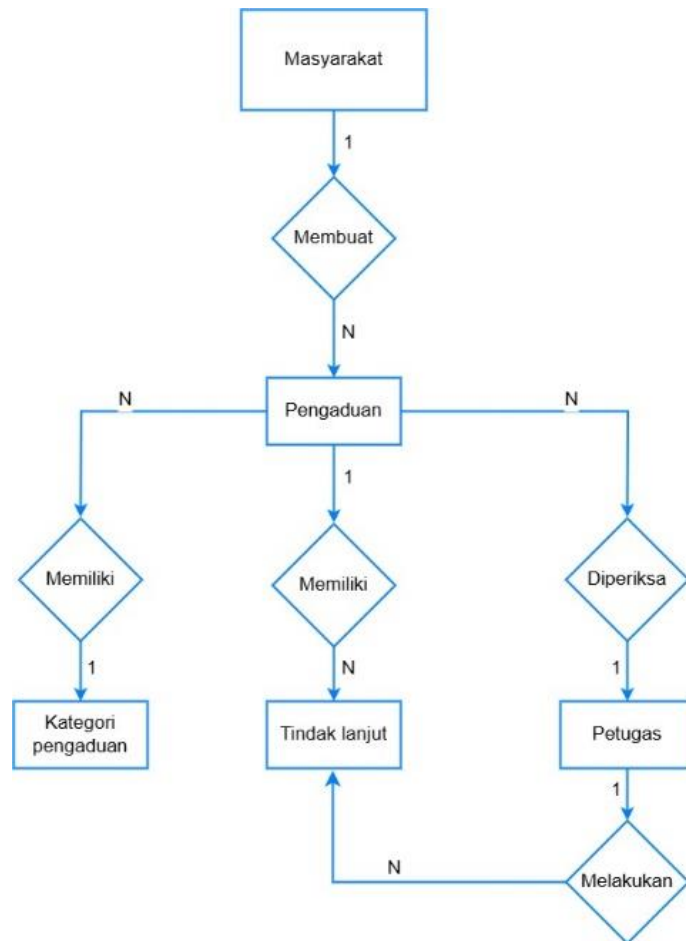 Masyarakat
1
Membuat
N
N
Pengaduan
N
1
Memiliki
Memiliki
Diperiksa
1
N
1
Kategori
pengaduan
Tindak lanjut
Petugas
1
N
Melakukan